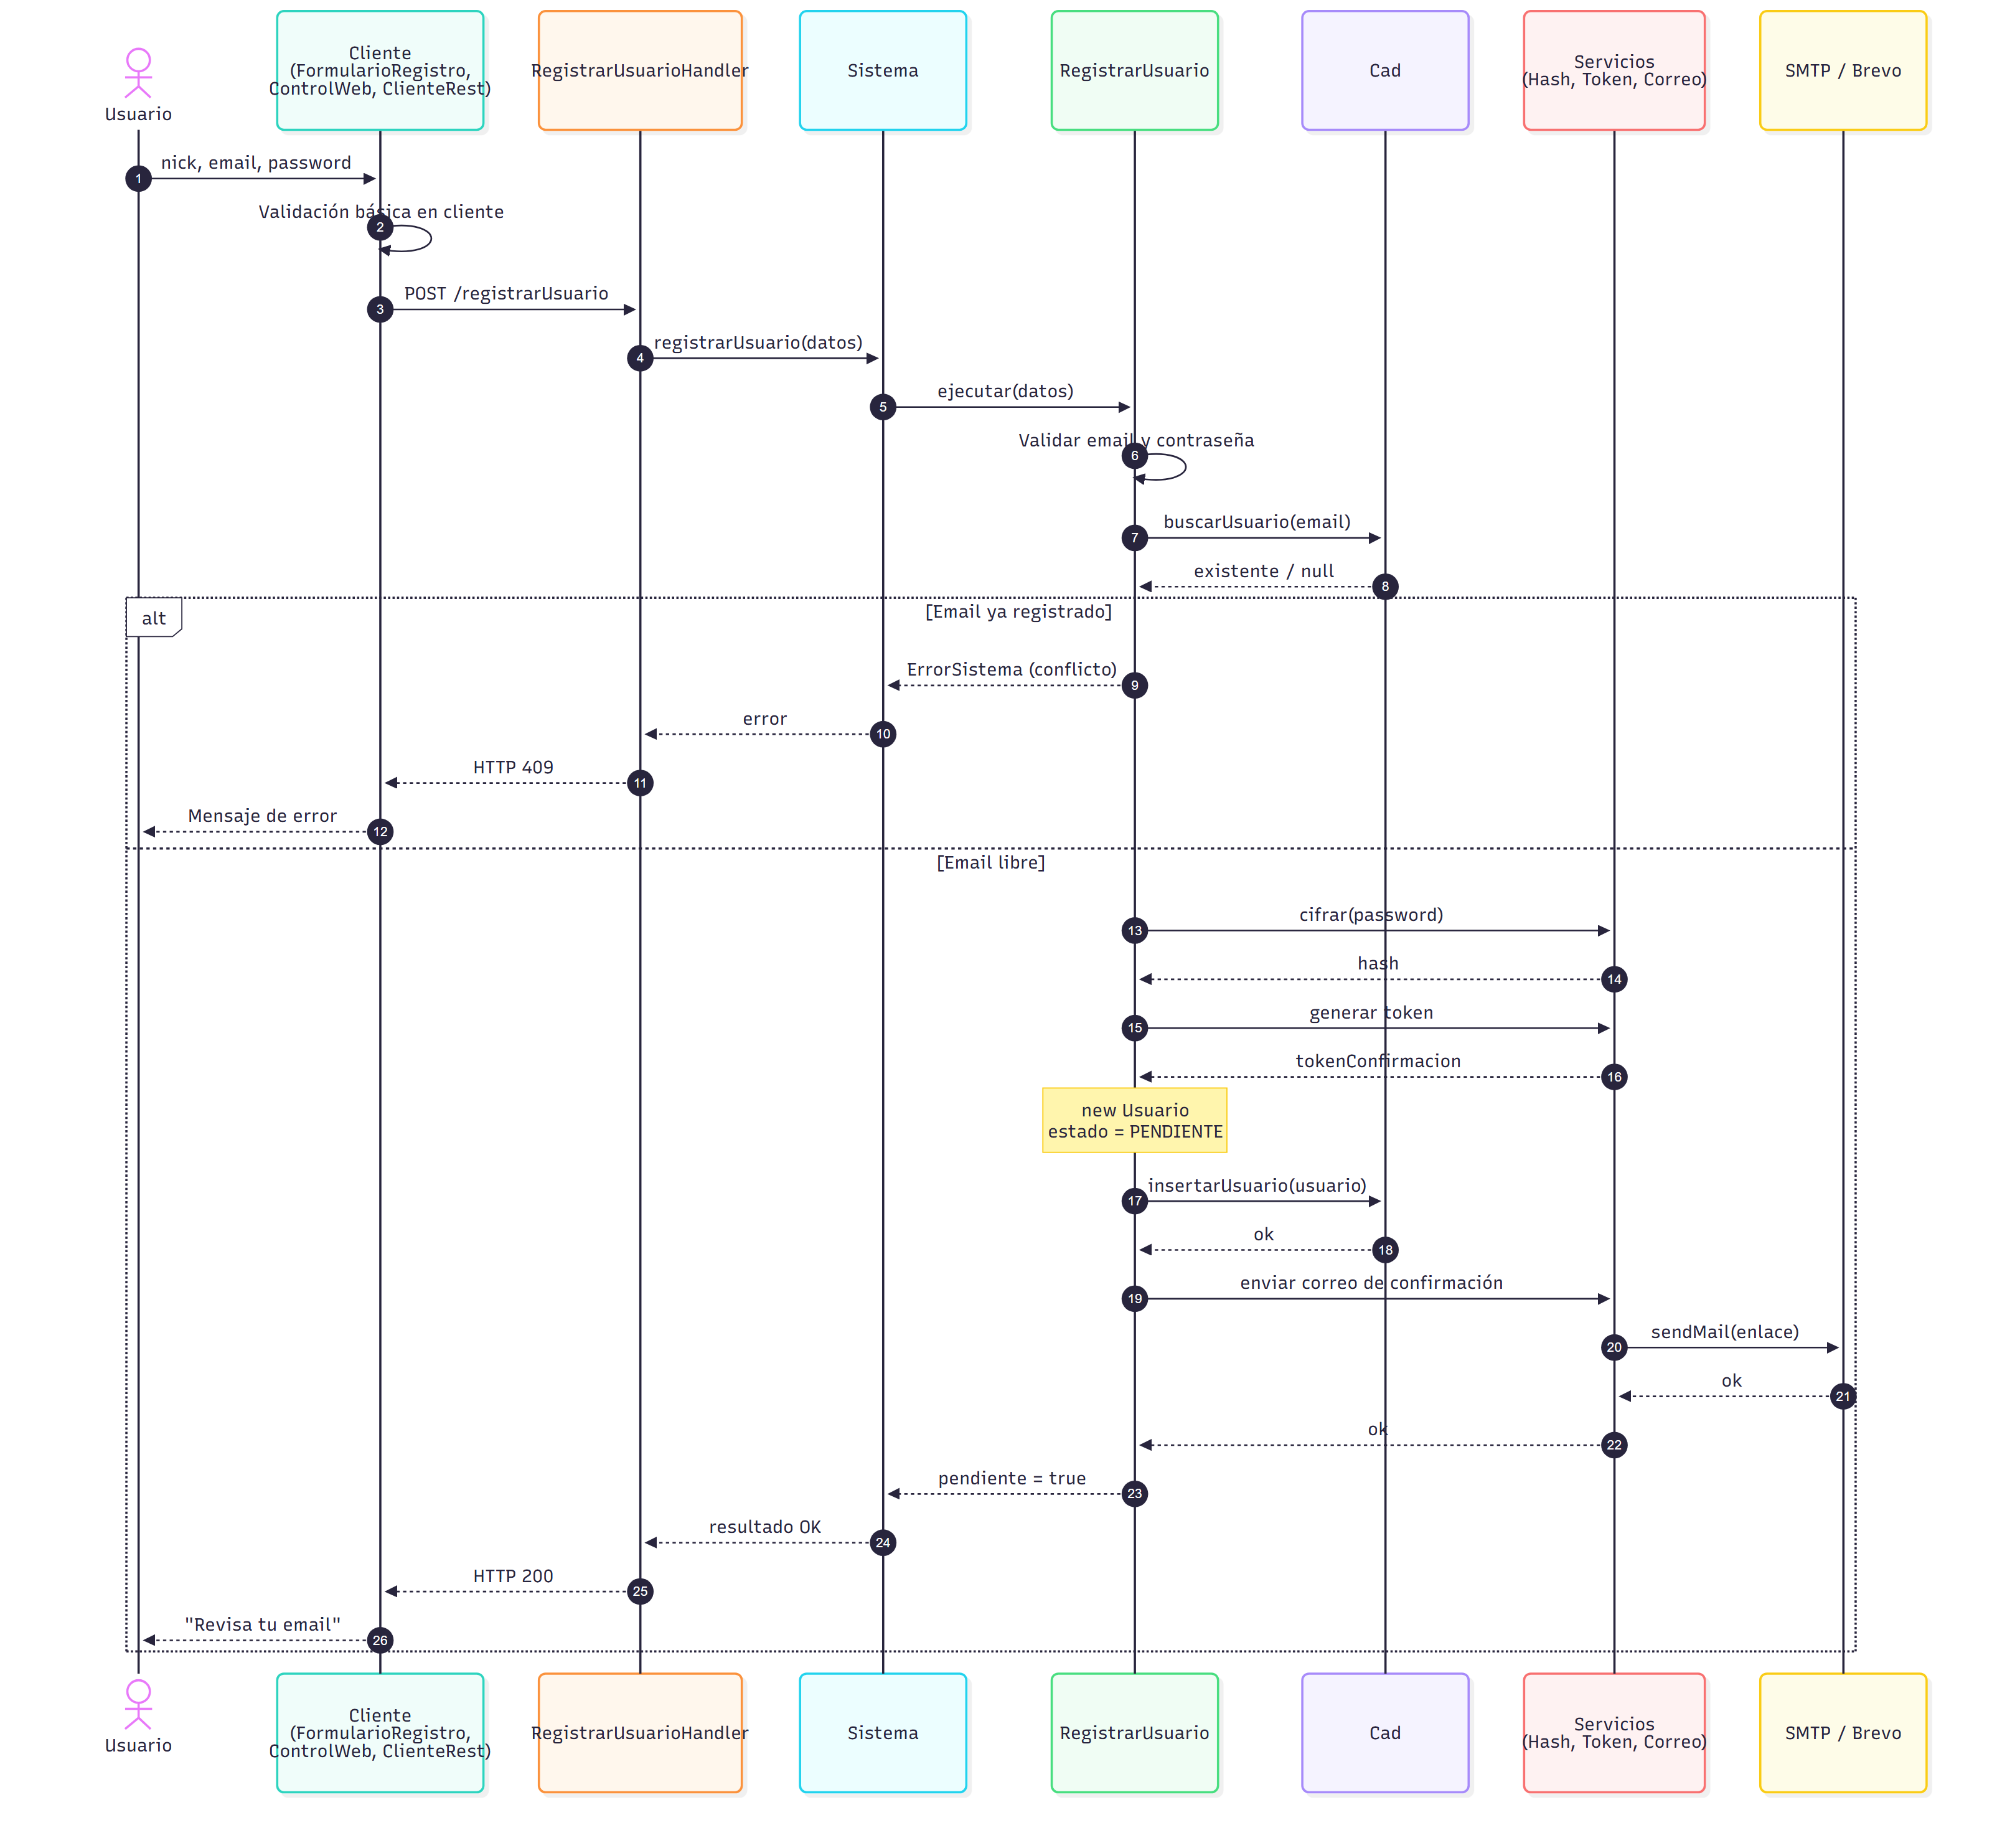 Usuario
Cliente
(FormularioRegistro,
ControlWeb, ClienteRest)
RegistrarUsuarioHandler
Sistema
RegistrarUsuario
Cad
Servicios
(Hash, Token, Correo)
SMTP / Brevo
1
nick, email, password
2
Validación básica en cliente
3
POST /registrarUsuario
4
registrarUsuario(datos)
5
ejecutar(datos)
6
Validar email y contraseña
7
buscarUsuario(email)
8
existente / null
alt
[Email ya registrado]
9
ErrorSistema (conflicto)
10
error
11
HTTP 409
12
Mensaje de error
[Email libre]
13
cifrar(password)
14
hash
15
generar token
16
tokenConfirmacion
new Usuario
estado = PENDIENTE
17
insertarUsuario(usuario)
18
ok
19
enviar correo de confirmación
20
sendMail(enlace)
21
ok
22
ok
23
pendiente = true
24
resultado OK
25
HTTP 200
26
"Revisa tu email"
Usuario
Cliente
(FormularioRegistro,
ControlWeb, ClienteRest)
RegistrarUsuarioHandler
Sistema
RegistrarUsuario
Cad
Servicios
(Hash, Token, Correo)
SMTP / Brevo